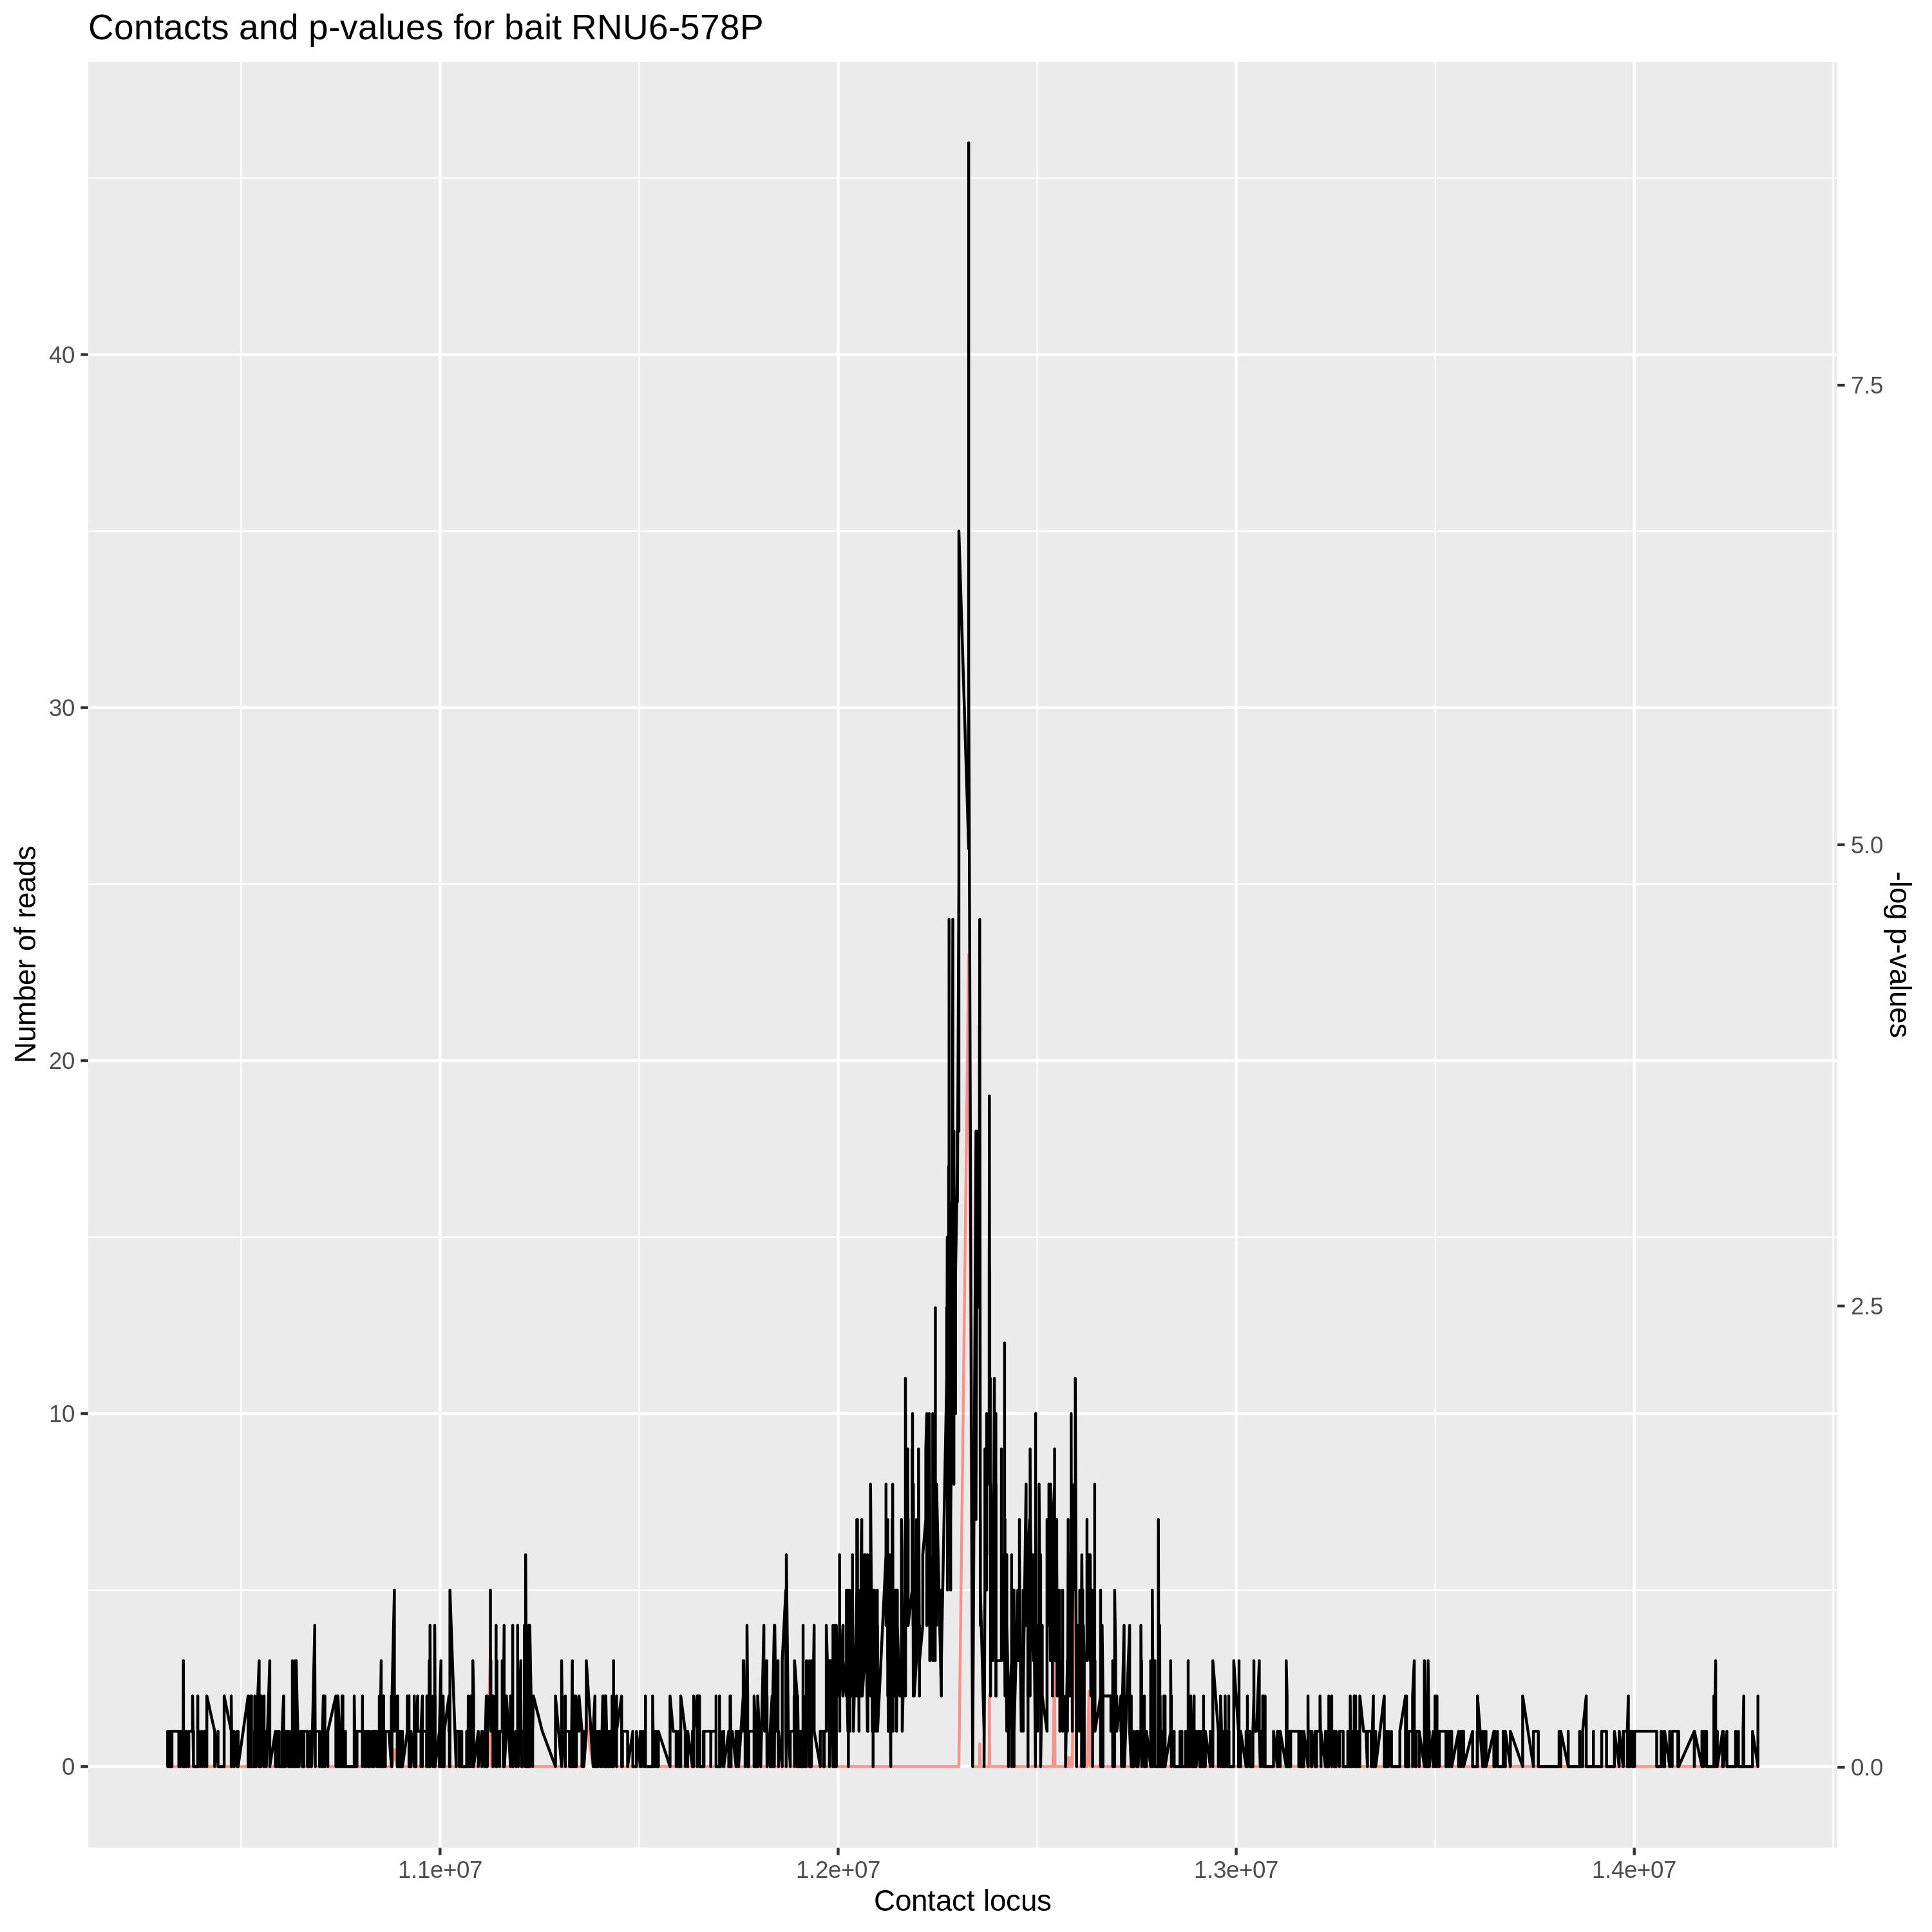 Contacts and p-values for bait RNU6-578P
40
30
20
10
0
7.5
5.0
2.5
0.0
Number of reads
-log p-values
1.1e+07
1.2e+07
1.3e+07
1.4e+07
Contact locus